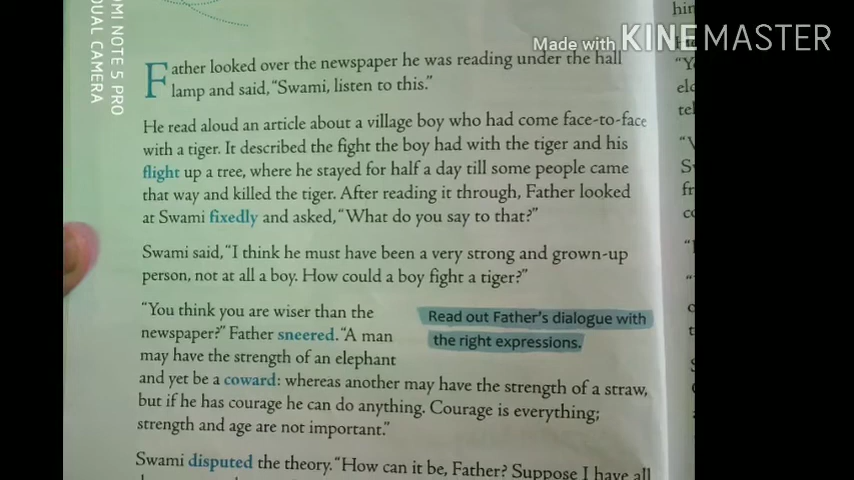 OMI NOTE 5 PRO
DUAL CAMERA
Made with KINEMASTER
Father looked over the newspaper he was reading under the hall
lamp and said, “Swami, listen to this.”
He read aloud an article about a village boy who had come face-to-face
with a tiger. It described the fight the boy had with the tiger and his
flight up a tree, where he stayed for half a day till some people came
that way and killed the tiger. After reading it through, Father looked
at Swami fixedly and asked, “What do you say to that?”
Swami said, “I think he must have been a very strong and grown-up
person, not at all a boy. How could a boy fight a tiger?”
“You think you are wiser than the
newspaper?” Father sneered. “A man
may have the strength of an elephant
and yet be a coward: whereas another may have the strength of a straw,
but if he has courage he can do anything. Courage is everything;
strength and age are not important.”
Read out Father's dialogue with
the right expressions.
Swami disputed the theory. “How can it be, Father? Suppose I have all